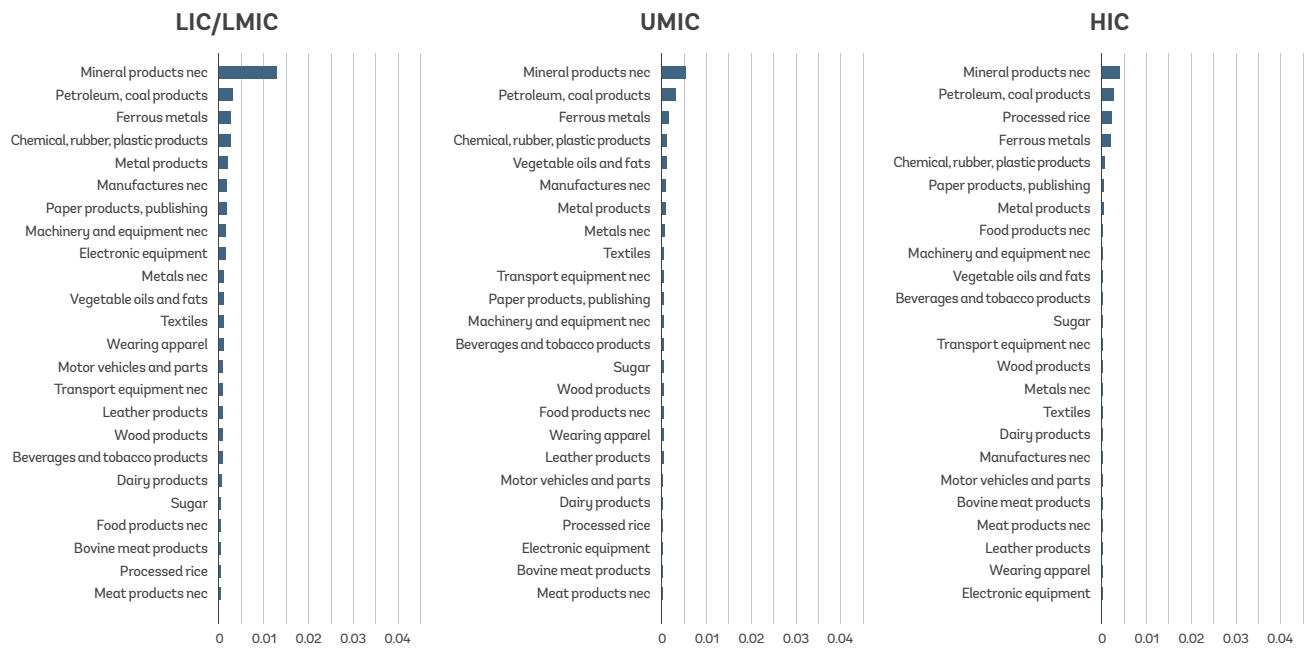 LIC/LMIC
Mineral products nec
Petroleum, coal products
Ferrous metals
Chemical, rubber, plastic products
Metal products
Manufactures nec
Paper products, publishing
Machinery and equipment nec
Electronic equipment
Metals nec
Vegetable oils and fats
Textiles
Wearing apparel
Motor vehicles and parts
Transport equipment nec
Leather products
Wood products
Beverages and tobacco products
Dairy products
Sugar
Food products nec
Bovine meat products
Processed rice
Meat products nec
0 0.01 0.02 0.03 0.04
UMIC
Mineral products nec
Petroleum, coal products
Ferrous metals
Chemical, rubber, plastic products
Vegetable oils and fats
Manufactures nec
Metal products
Metals nec
Textiles
Transport equipment nec
Paper products, publishing
Machinery and equipment nec
Beverages and tobacco products
Sugar
Wood products
Food products nec
Wearing apparel
Leather products
Motor vehicles and parts
Dairy products
Processed rice
Electronic equipment
Bovine meat products
Meat products nec
0 0.01 0.02 0.03 0.04
HIC
Mineral products nec
Petroleum, coal products
Processed rice
Ferrous metals
Chemical, rubber, plastic products
Paper products, publishing
Metal products
Food products nec
Machinery and equipment nec
Vegetable oils and fats
Beverages and tobacco products
Sugar
Transport equipment nec
Wood products
Metals nec
Textiles
Dairy products
Manufactures nec
Motor vehicles and parts
Bovine meat products
Meat products nec
Leather products
Wearing apparel
Electronic equipment
0 0.01 0.02 0.03 0.04